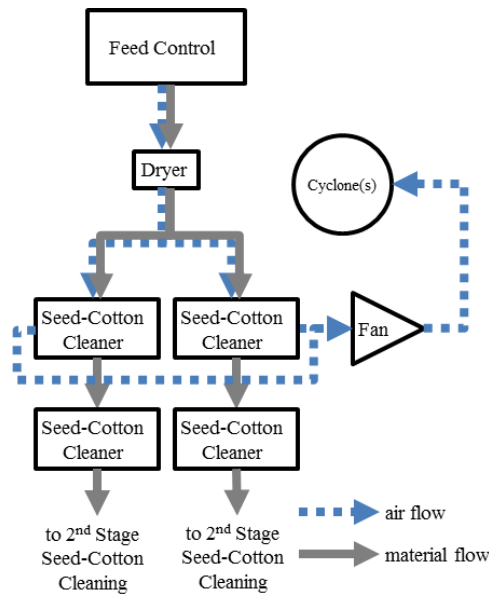 Feed Control
Dryer
Cyclone(s)
Seed-Cotton
Cleaner
Seed-Cotton
Cleaner
Fan
Seed-Cotton
Cleaner
Seed-Cotton
Cleaner
to 2nd Stage
Seed-Cotton
Cleaning
to 2nd Stage
Seed-Cotton
Cleaning
air flow
material flow